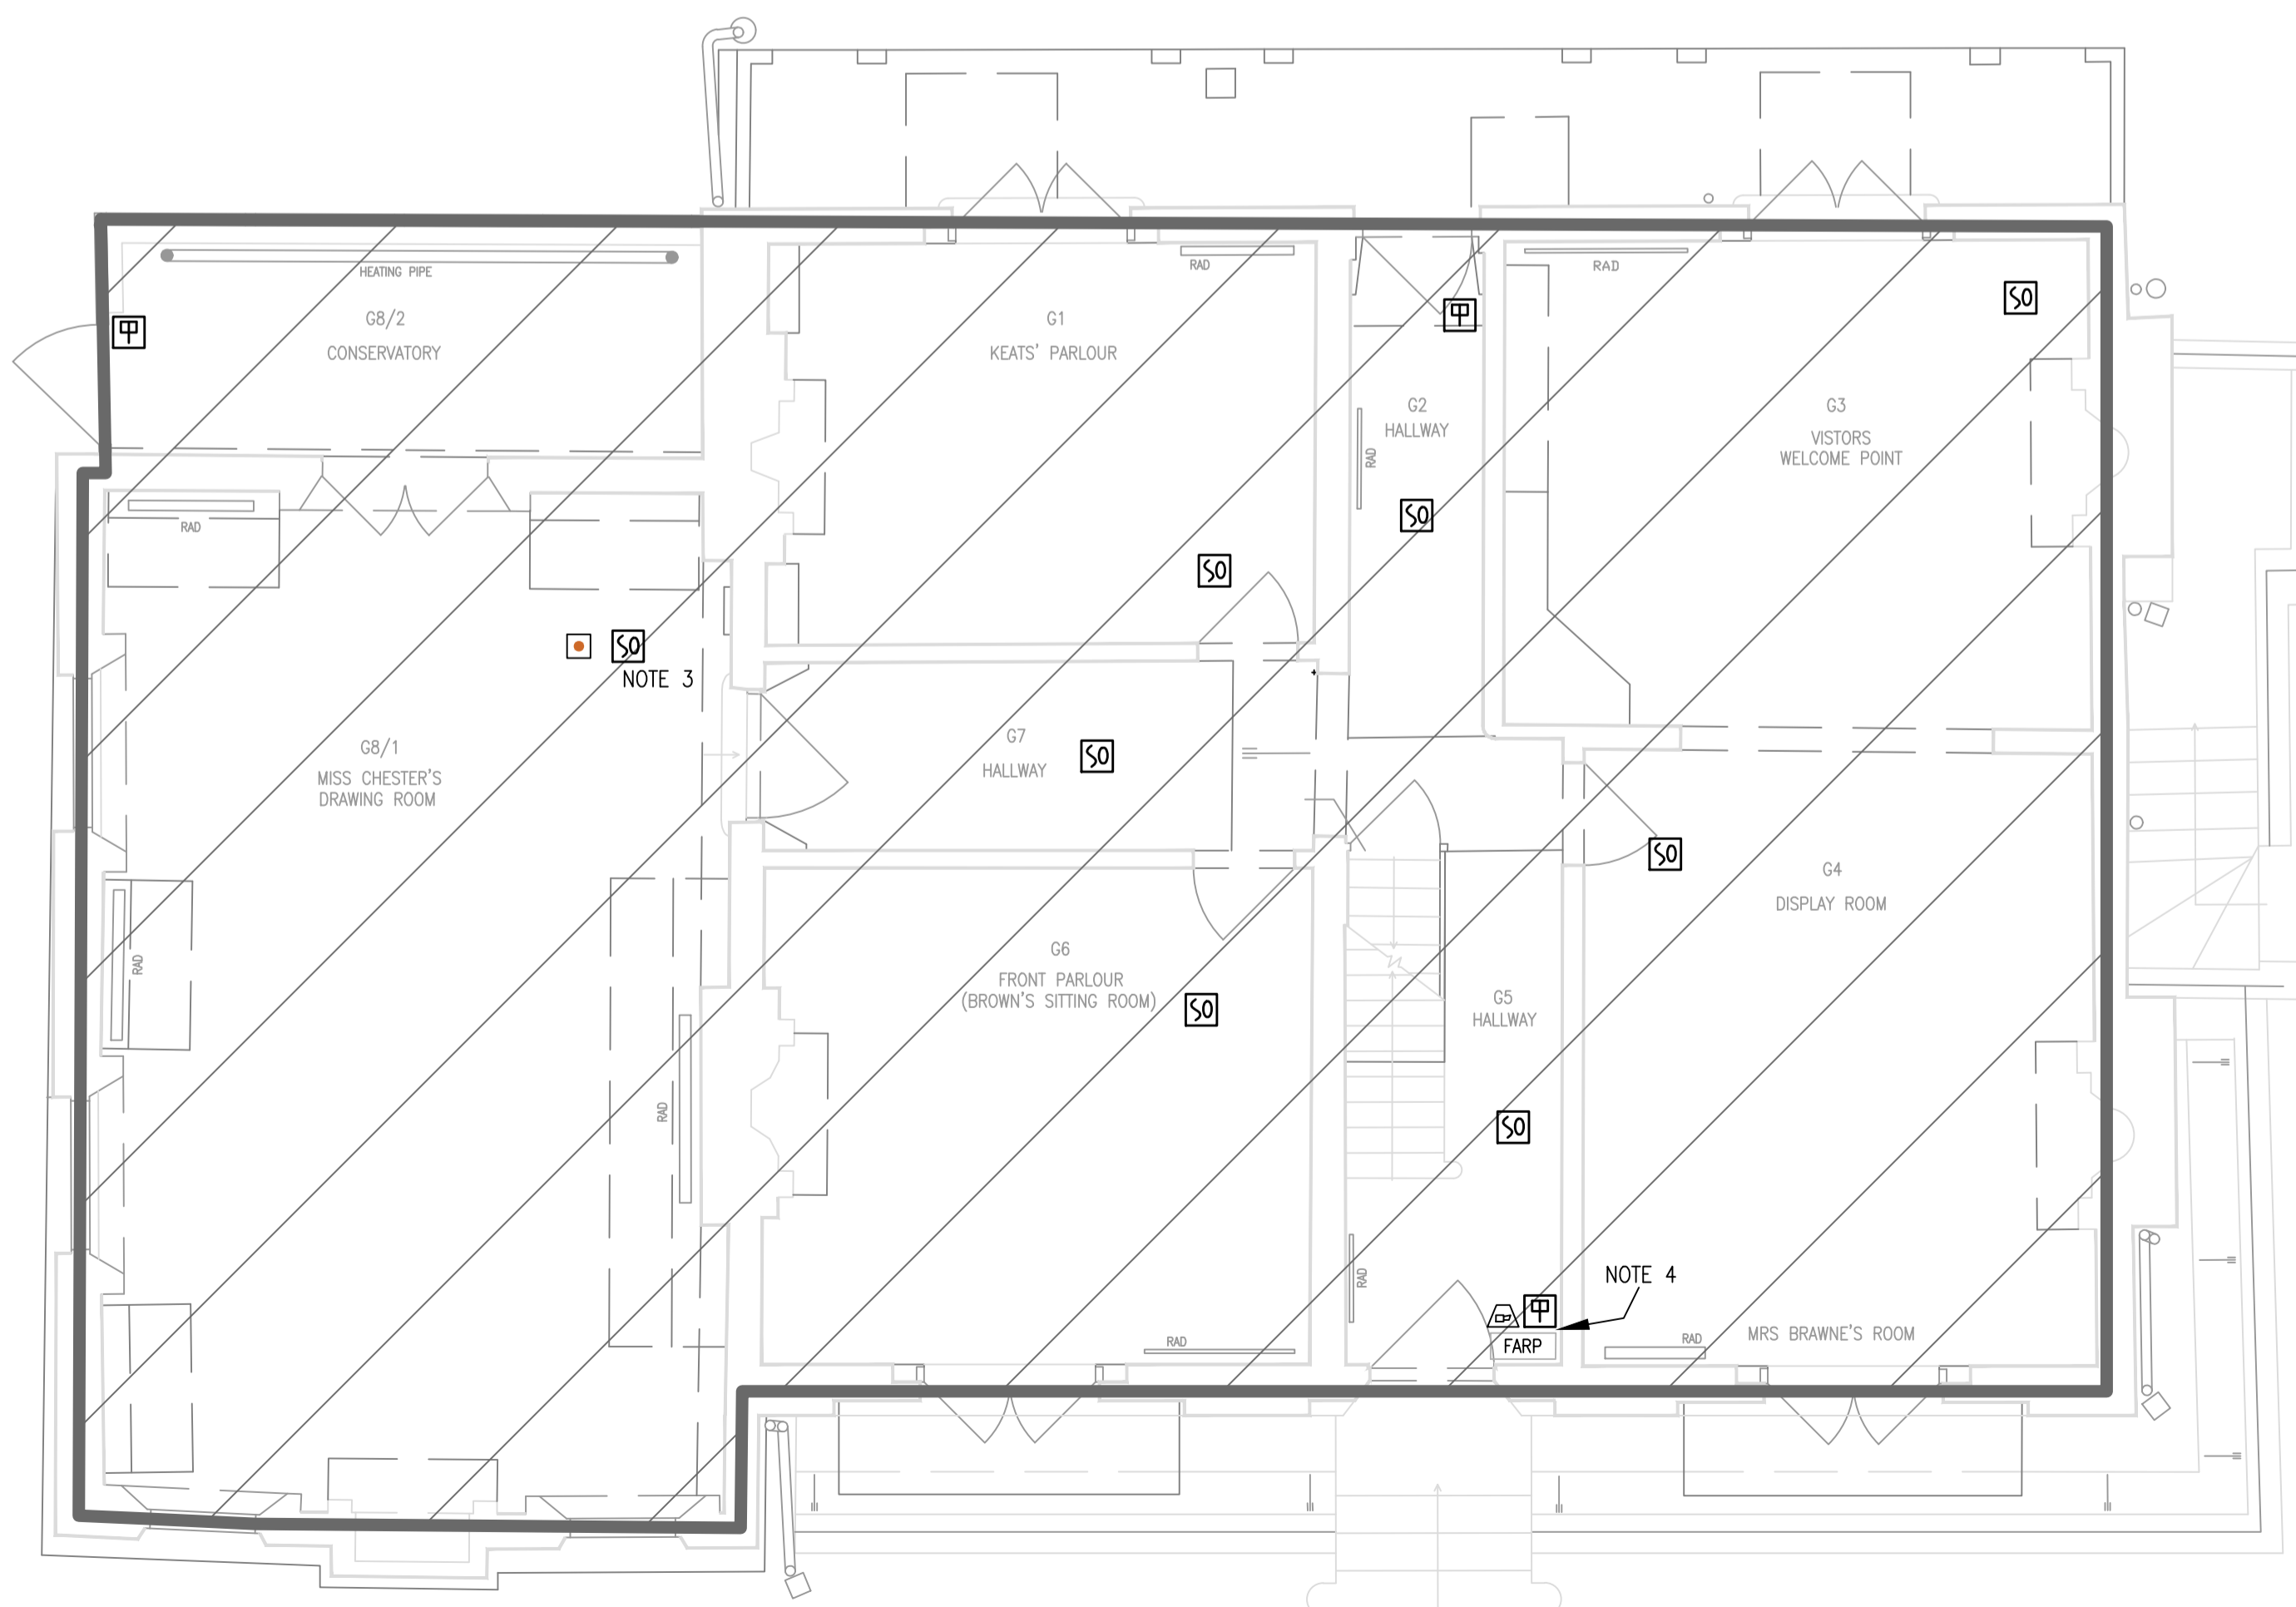 HEATING PIPE
G8/2
CONSERVATORY
RAD
G1
KEATS' PARLOUR
RAD
G2
HALLWAY
RAD
G3
VISTORS
WELCOME POINT
SO
SO
SO
RAD
SO
NOTE 3
G8/1
MISS CHESTER'S
DRAWING ROOM
G7
HALLWAY
SO
SO
G4
DISPLAY ROOM
RAD
G6
FRONT PARLOUR
(BROWN'S SITTING ROOM)
SO
G5
HALLWAY
RAD
SO
RAD
NOTE 4
FARP
RAD
RAD
MRS BRAWNE'S ROOM